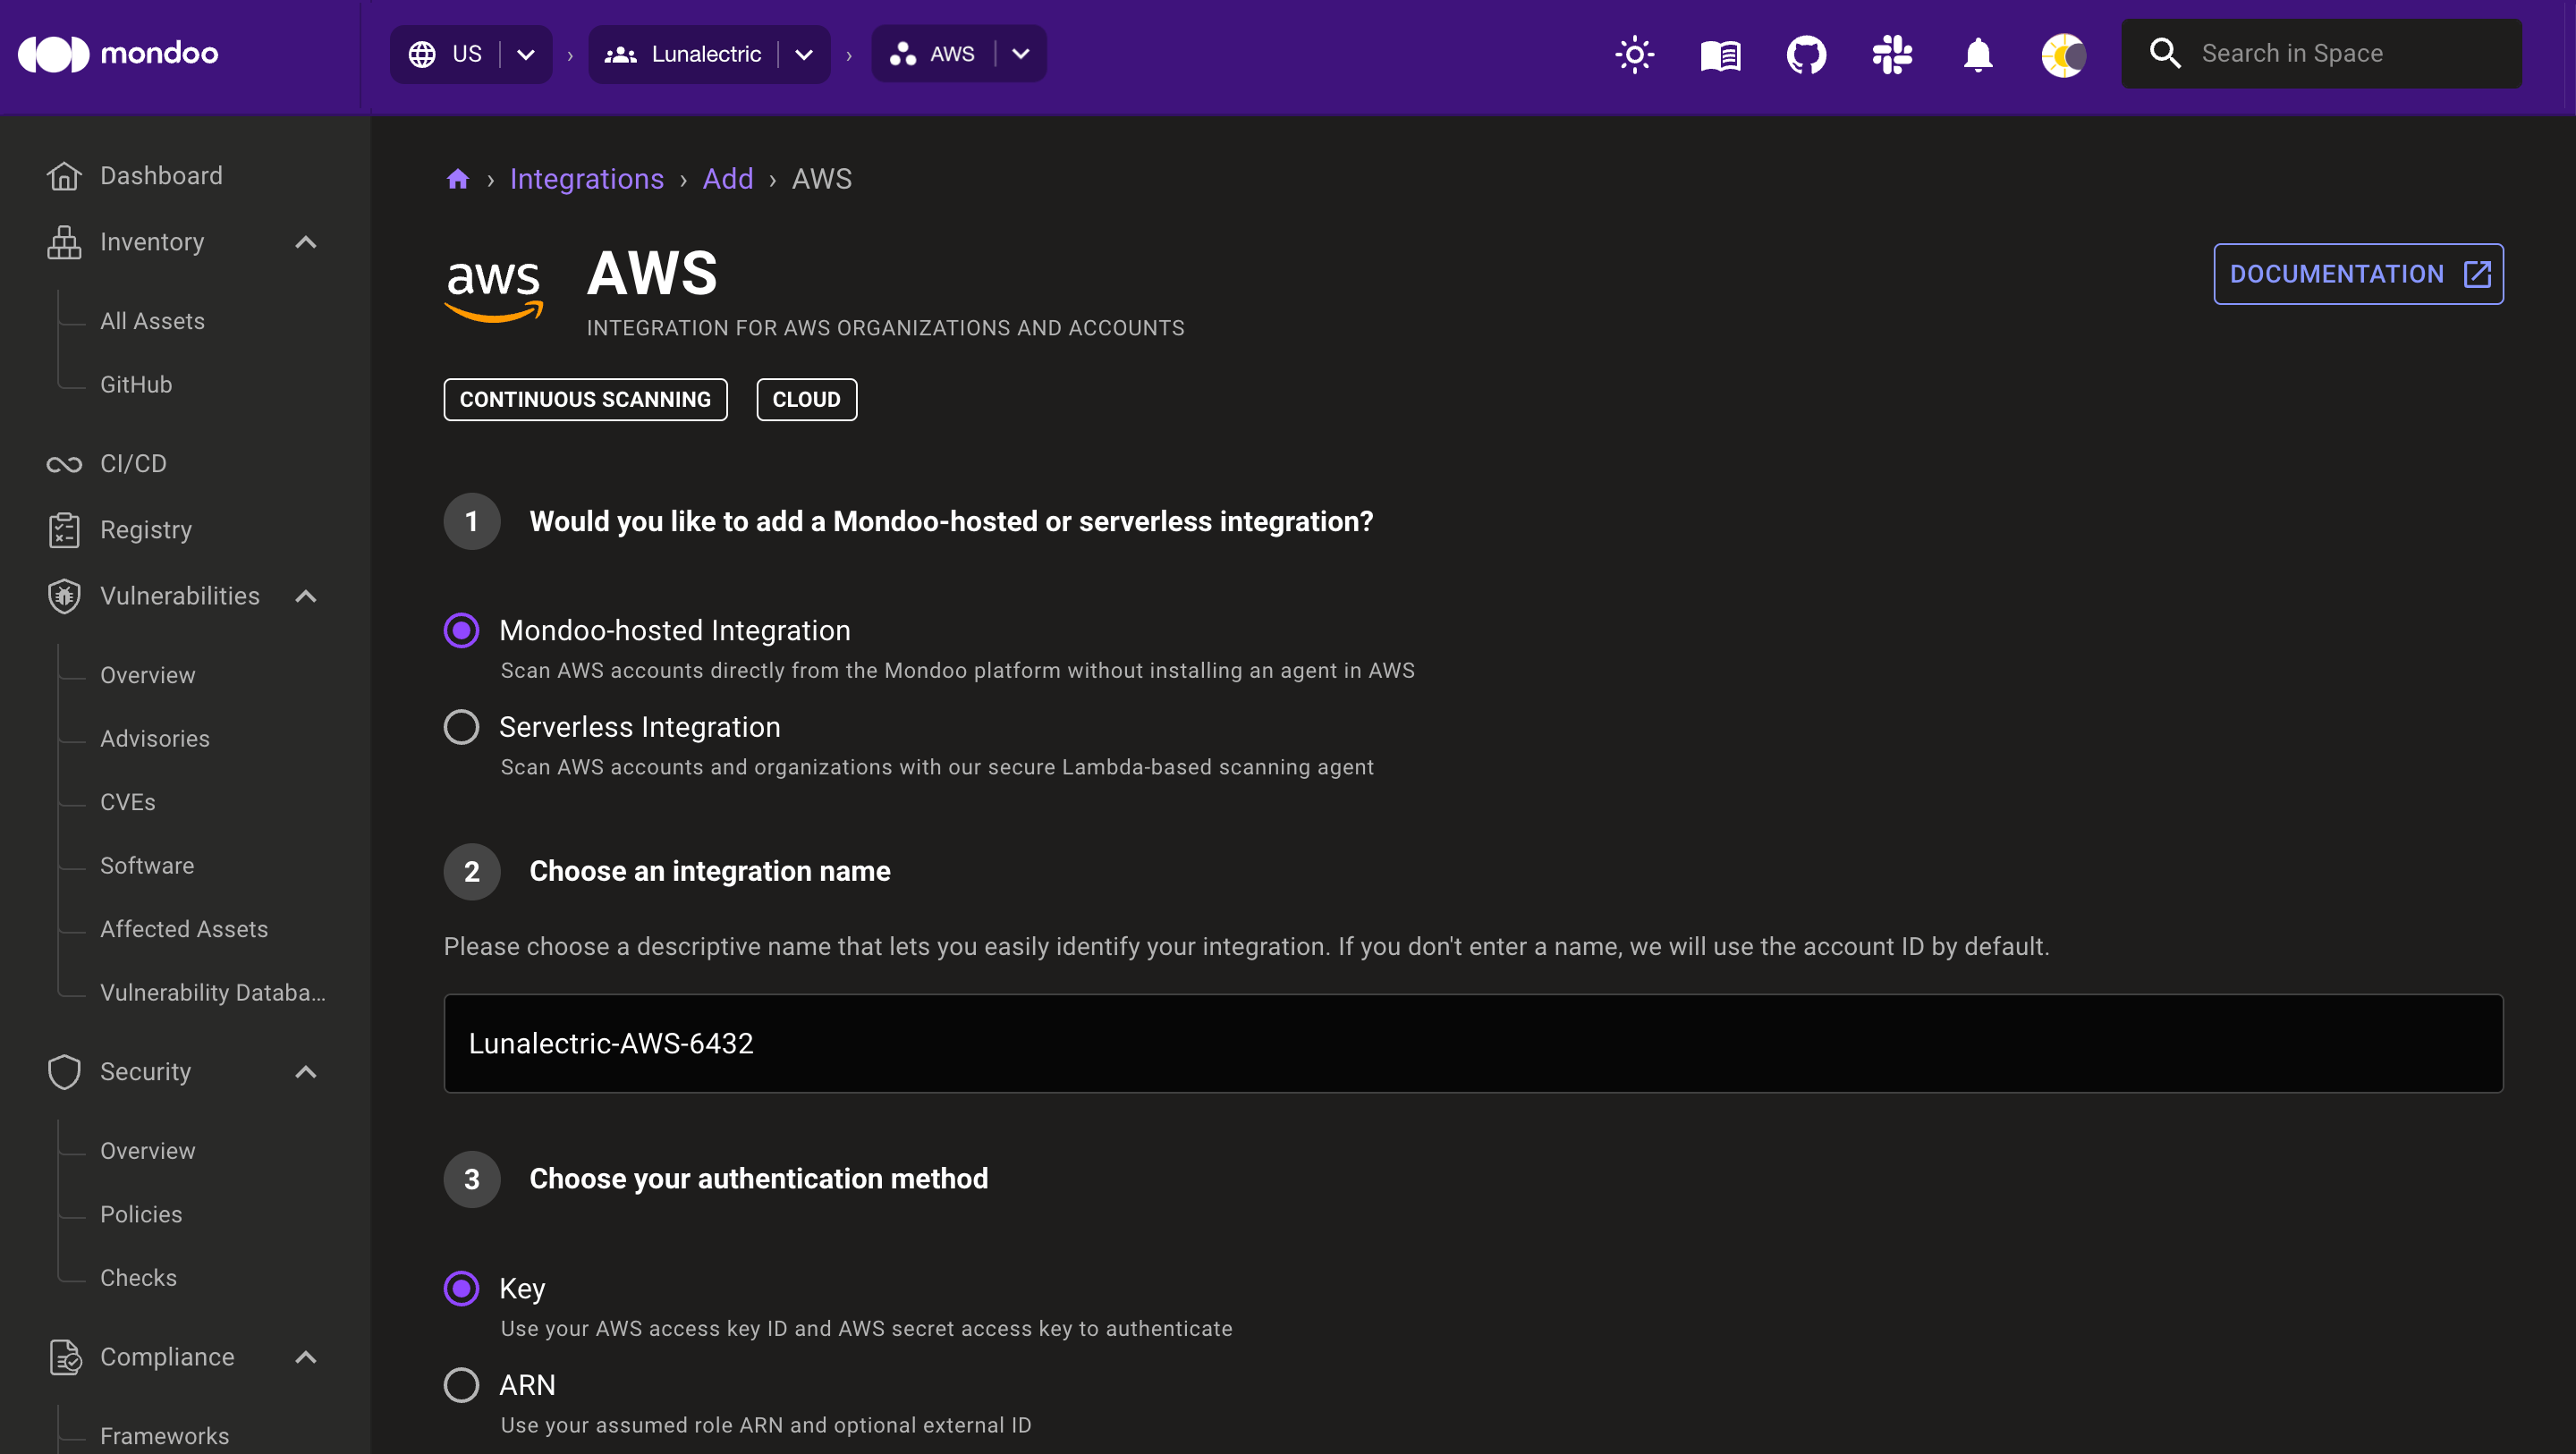 mondoo
US
Lunalectric
AWS
Search in Space
Dashboard
Inventory
All Assets
GitHub
CI/CD
Registry
Vulnerabilities
Overview
Advisories
CVEs
Software
Affected Assets
Vulnerability Databa...
Security
Overview
Policies
Checks
Compliance
Frameworks
› Integrations › Add › AWS
aws
AWS
INTEGRATION FOR AWS ORGANIZATIONS AND ACCOUNTS
DOCUMENTATION
CONTINUOUS SCANNING
CLOUD
1 Would you like to add a Mondoo-hosted or serverless integration?
Mondoo-hosted Integration
Scan AWS accounts directly from the Mondoo platform without installing an agent in AWS
Serverless Integration
Scan AWS accounts and organizations with our secure Lambda-based scanning agent
2 Choose an integration name
Please choose a descriptive name that lets you easily identify your integration. If you don't enter a name, we will use the account ID by default.
Lunalectric-AWS-6432
3 Choose your authentication method
Key
Use your AWS access key ID and AWS secret access key to authenticate
ARN
Use your assumed role ARN and optional external ID